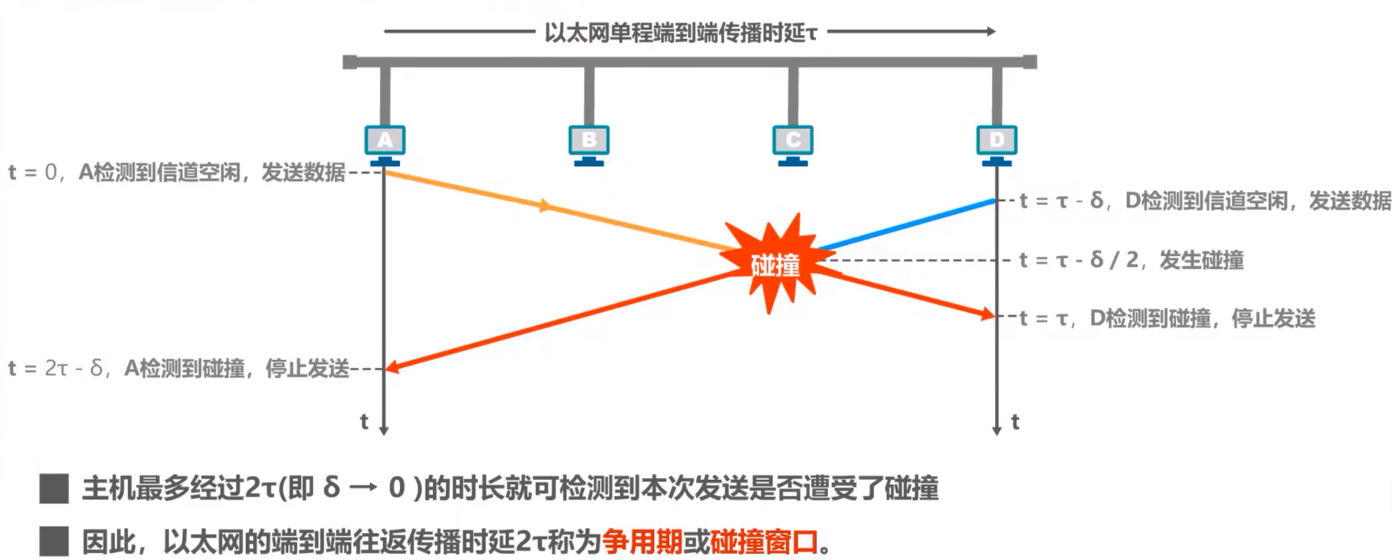 以太网单程端到端传播时延τ
A
B
C
D
t = 0，A检测到信道空闲，发送数据
t = τ - δ，D检测到信道空闲，发送数据
碰撞
t = τ - δ / 2，发生碰撞
t = τ，D检测到碰撞，停止发送
t = 2τ - δ，A检测到碰撞，停止发送
t
t
主机最多经过2τ(即 δ → 0 )的时长就可检测到本次发送是否遭受了碰撞
因此，以太网的端到端往返传播时延2τ称为争用期或碰撞窗口。